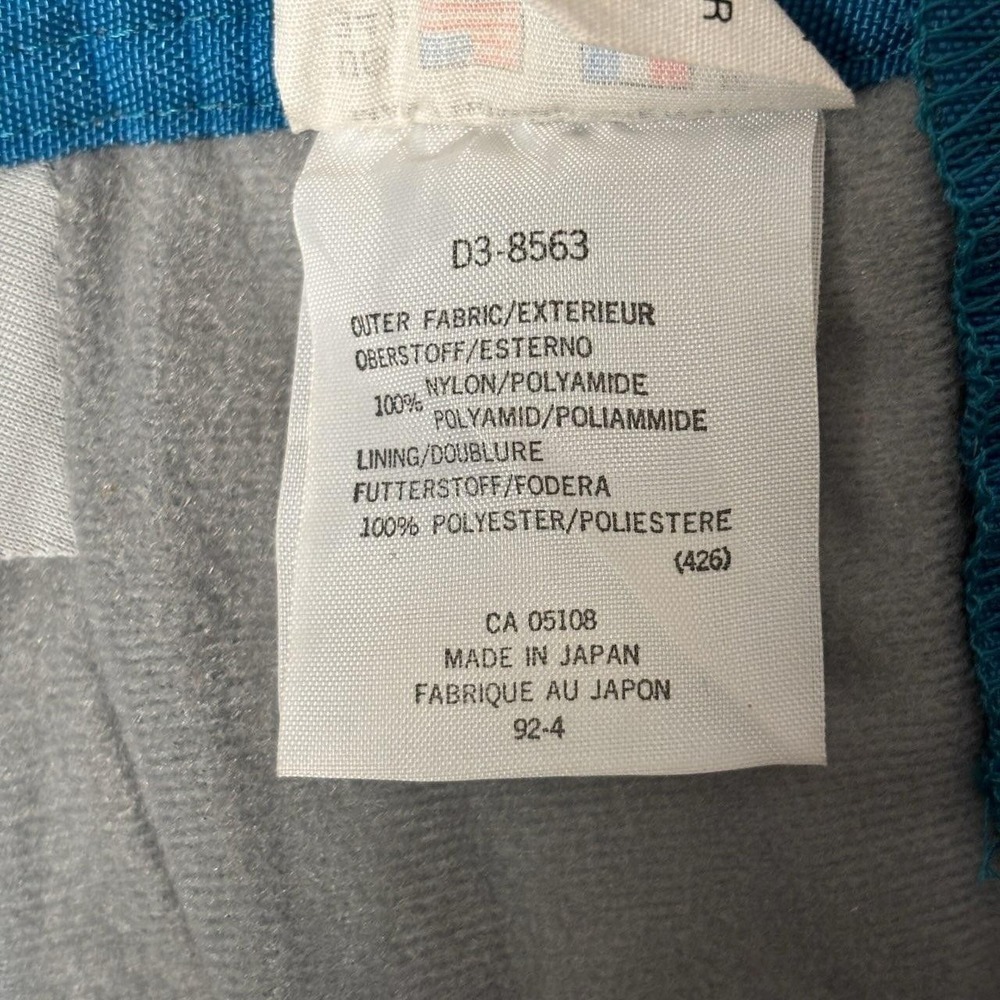 R
D3-8563
OUTER FABRIC/EXTERIEUR
OBERSTOFF/ESTERNO
100% NYLON/POLYAMIDE
POLYAMID/POLIAMMIDE
LINING/DOUBLURE
FUTTERSTOFF/FODERA
100% POLYESTER/POLIESTERE
(426)
CA 05108
MADE IN JAPAN
FABRIQUE AU JAPON
92-4